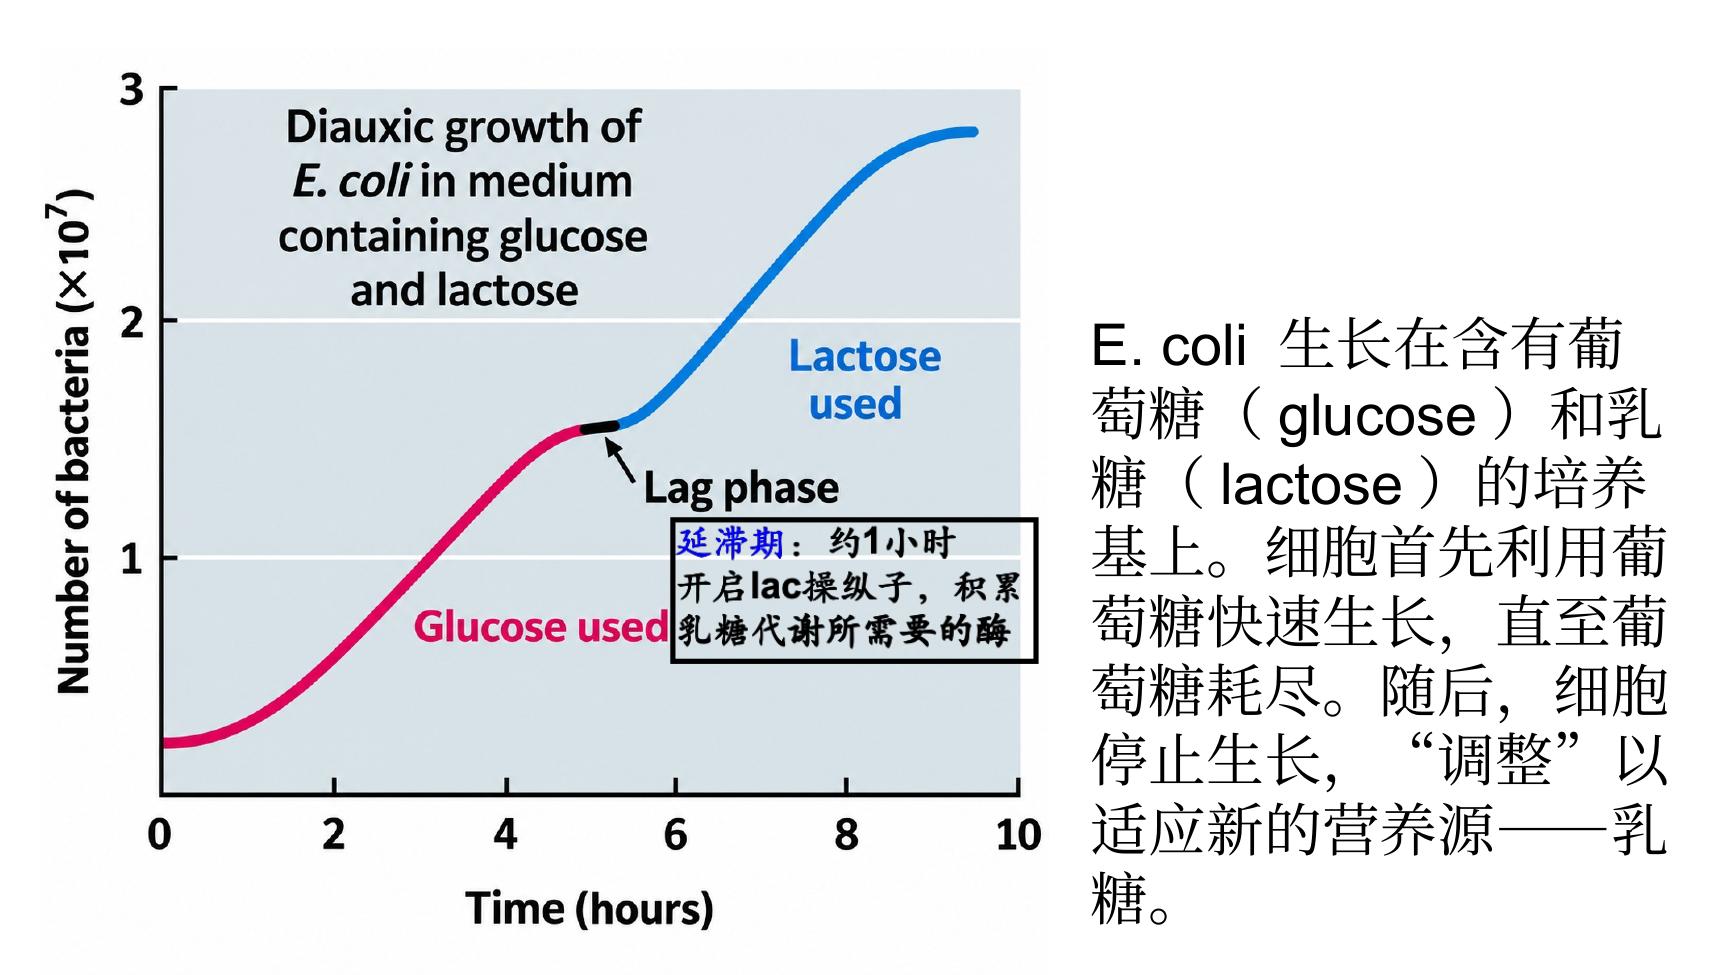 3
Diauxic growth of
E. coli in medium
containing glucose
and lactose
2
Lactose
used
Lag phase
延滞期：约1小时
开启lac操纵子，积累
乳糖代谢所需要的酶
1
Glucose used
Number of bacteria (×10⁷)
0 2 4 6 8 10
Time (hours)
E. coli 生长在含有葡
萄糖（glucose）和乳
糖（lactose）的培养
基上。细胞首先利用葡
萄糖快速生长，直至葡
萄糖耗尽。随后，细胞
停止生长，“调整”以
适应新的营养源——乳
糖。